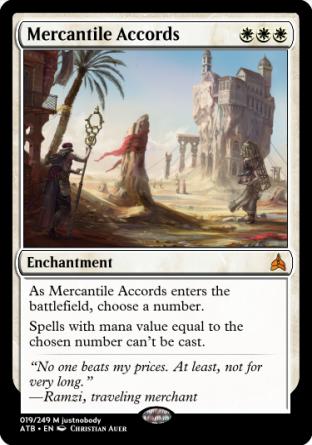 Mercantile Accords
Enchantment
As Mercantile Accords enters the
battlefield, choose a number.
Spells with mana value equal to the
chosen number can't be cast.
"No one beats my prices. At least, not for
very long."
—Ramzi, traveling merchant
019/249 M justnobody
ATB • EN Christian Auer